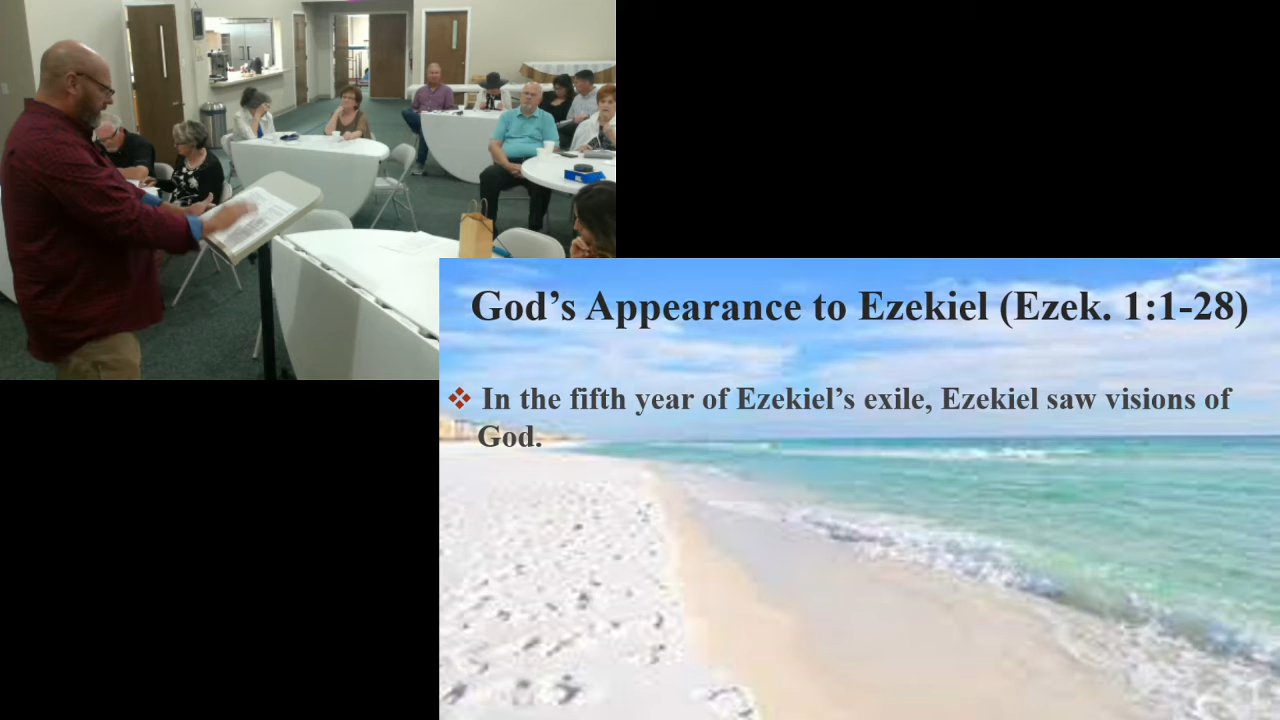 God’s Appearance to Ezekiel (Ezek. 1:1-28)
❖ In the fifth year of Ezekiel’s exile, Ezekiel saw visions of
God.